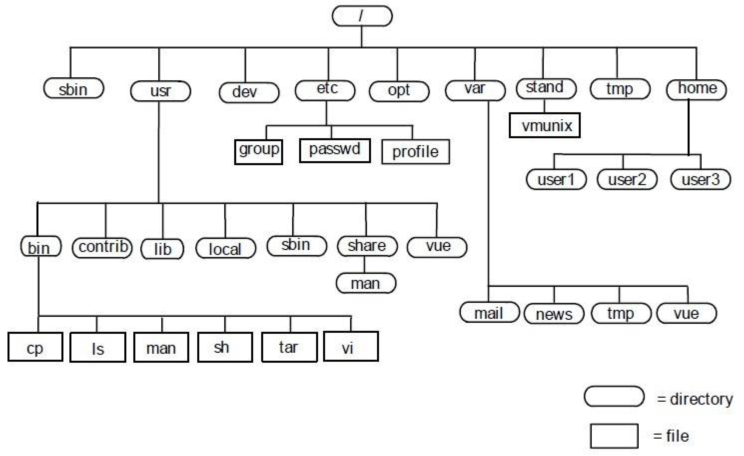 /
sbin usr dev etc opt var stand tmp home
vmunix
group passwd profile
user1 user2 user3
bin contrib lib local sbin share vue
man
mail news tmp vue
cp ls man sh tar vi
= directory
= file